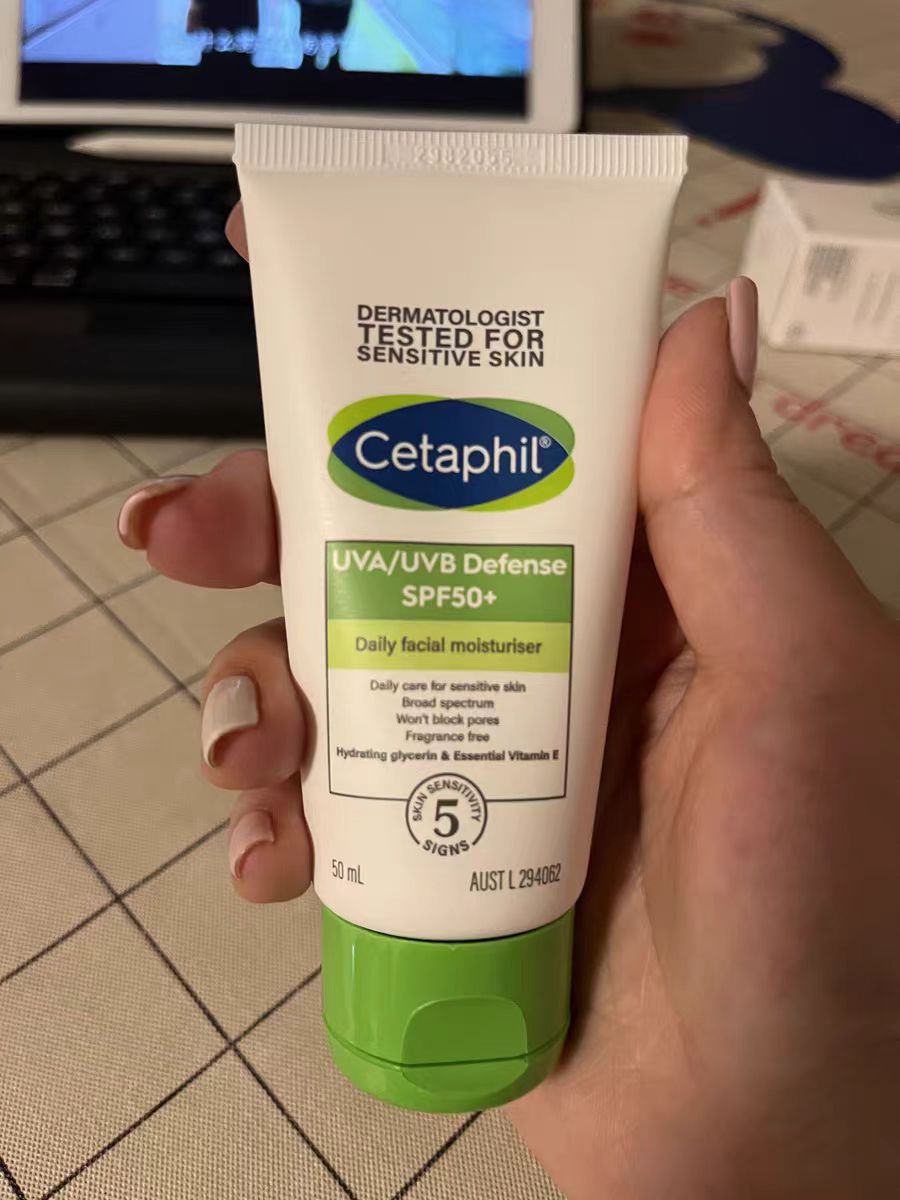 DERMATOLOGIST
TESTED FOR
SENSITIVE SKIN
Cetaphil®
UVA/UVB Defense
SPF50+
Daily facial moisturiser
Daily care for sensitive skin
Broad spectrum
Won't block pores
Fragrance free
Hydrating glycerin & Essential Vitamin E
SKIN SENSITIVITY
5
SIGNS
50 mL
AUST L 294062